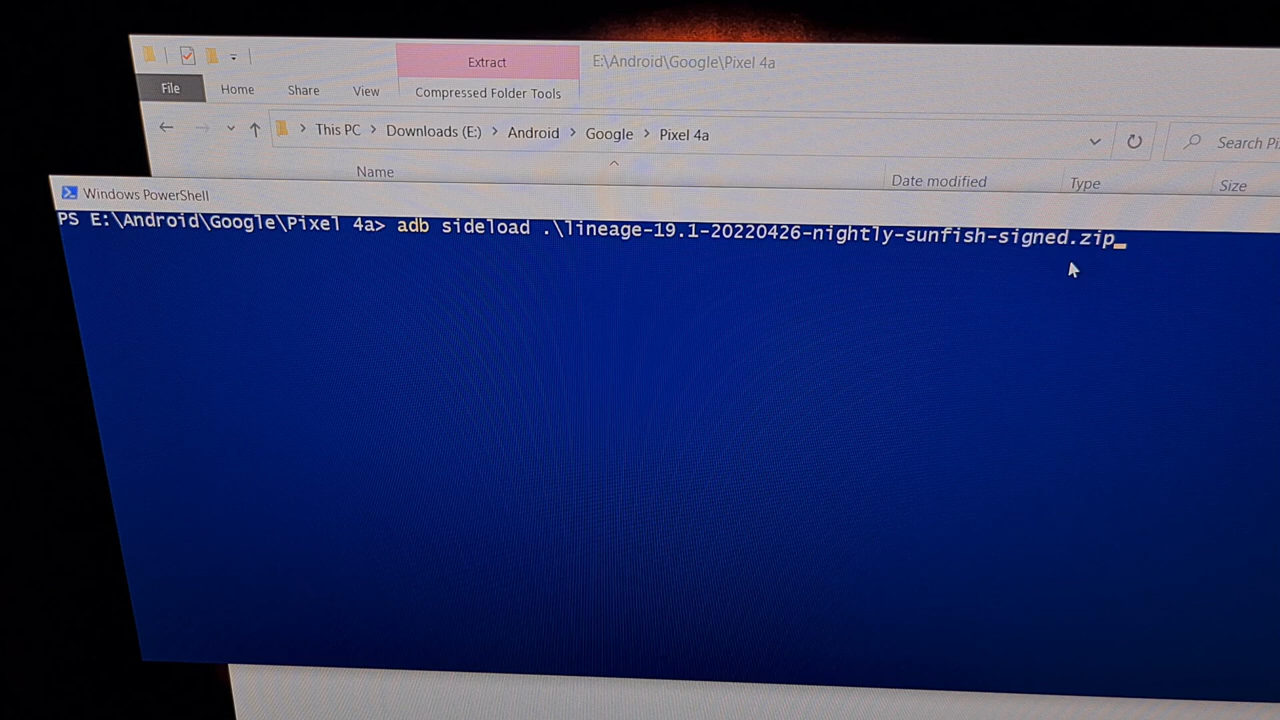 Extract
E:\Android\Google\Pixel 4a
File
Home
Share
View
Compressed Folder Tools
This PC > Downloads (E:) > Android > Google > Pixel 4a
Search
Name
Date modified
Type
Size
Windows PowerShell
PS E:\Android\Google\Pixel 4a> adb sideload .\lineage-19.1-20220426-nightly-sunfish-signed.zip